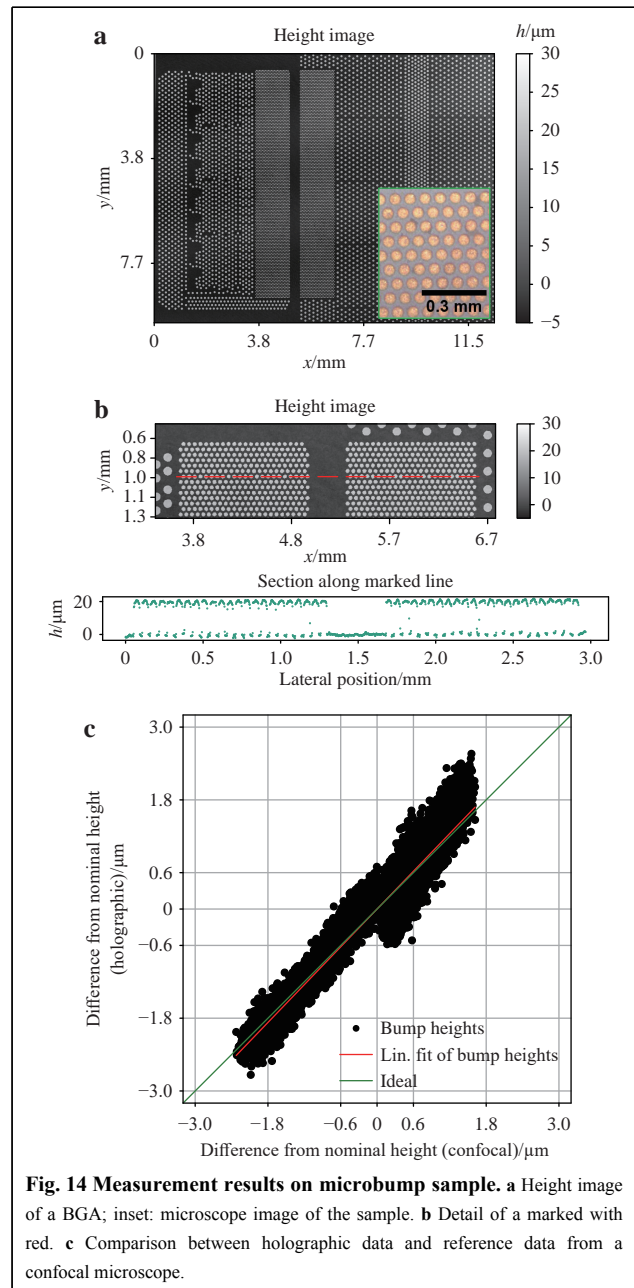 a
Height image
h/μm
0
3.8
7.7
y/mm
30
25
20
15
10
5
0
−5
0.3 mm
0
3.8
7.7
11.5
x/mm
b
Height image
0.6
0.8
1.0
1.1
1.3
y/mm
30
20
10
0
3.8
4.8
5.7
6.7
x/mm
Section along marked line
h/μm
20
0
0
0.5
1.0
1.5
2.0
2.5
3.0
Lateral position/mm
c
3.0
1.8
0.6
0
−0.6
−1.8
−3.0
Difference from nominal height
(holographic)/μm
Bump heights
Lin. fit of bump heights
Ideal
−3.0
−1.8
−0.6
0
0.6
1.8
3.0
Difference from nominal height (confocal)/μm
Fig. 14 Measurement results on microbump sample. a Height image
of a BGA; inset: microscope image of the sample. b Detail of a marked with
red. c Comparison between holographic data and reference data from a
confocal microscope.